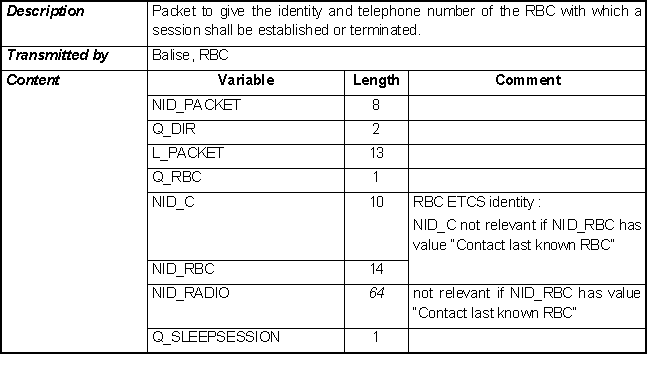 Description Packet to give the identity and telephone number of the RBC with which a
session shall be established or terminated.
Transmitted by Balise, RBC
Content Variable Length Comment
NID_PACKET 8
Q_DIR 2
L_PACKET 13
Q_RBC 1
NID_C 10 RBC ETCS identity :
NID_C not relevant if NID_RBC has
value "Contact last known RBC"
NID_RBC 14
NID_RADIO 64 not relevant if NID_RBC has value
"Contact last known RBC"
Q_SLEEPSESSION 1